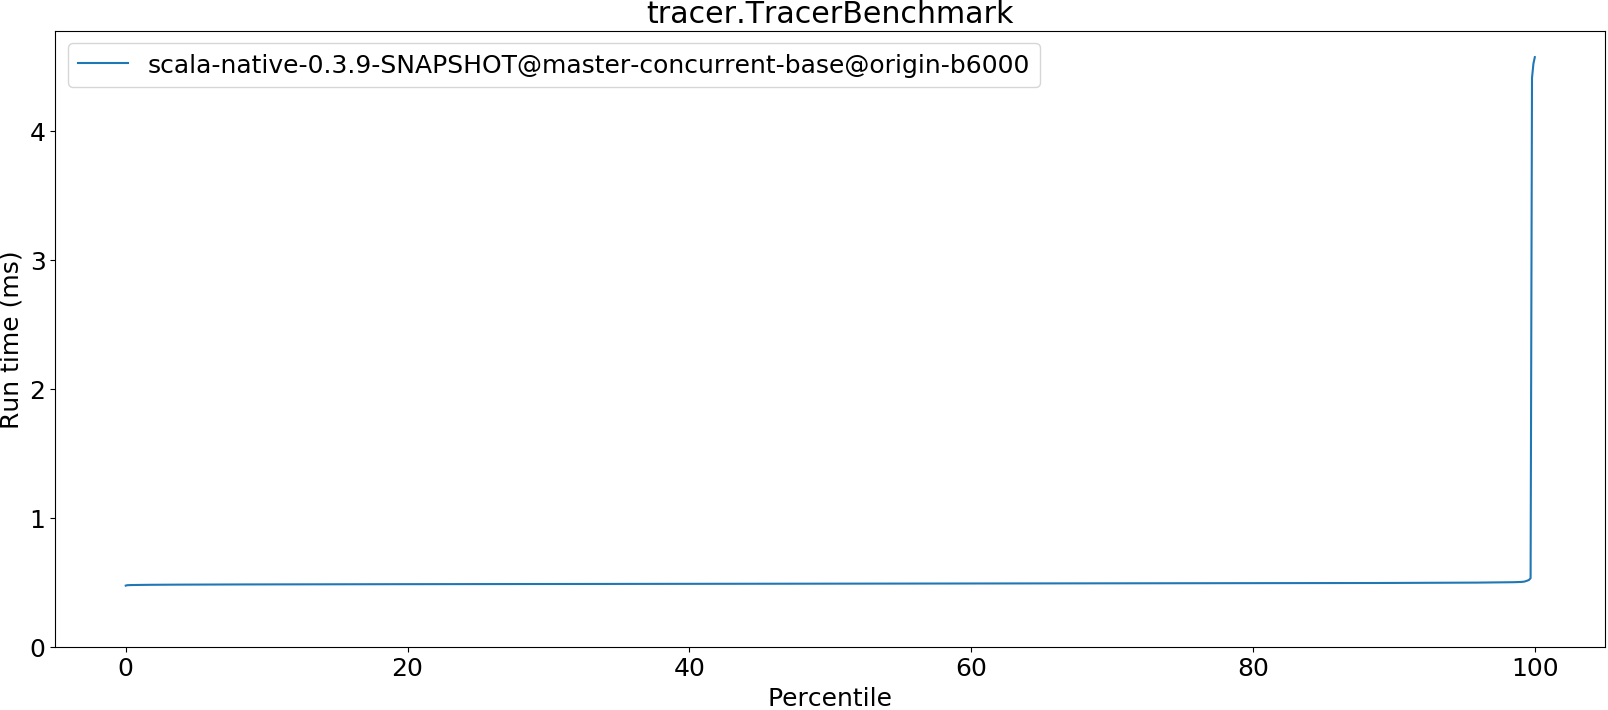 tracer.TracerBenchmark
scala-native-0.3.9-SNAPSHOT@master-concurrent-base@origin-b6000
Run time (ms)
4
3
2
1
0
0 20 40 60 80 100
Percentile